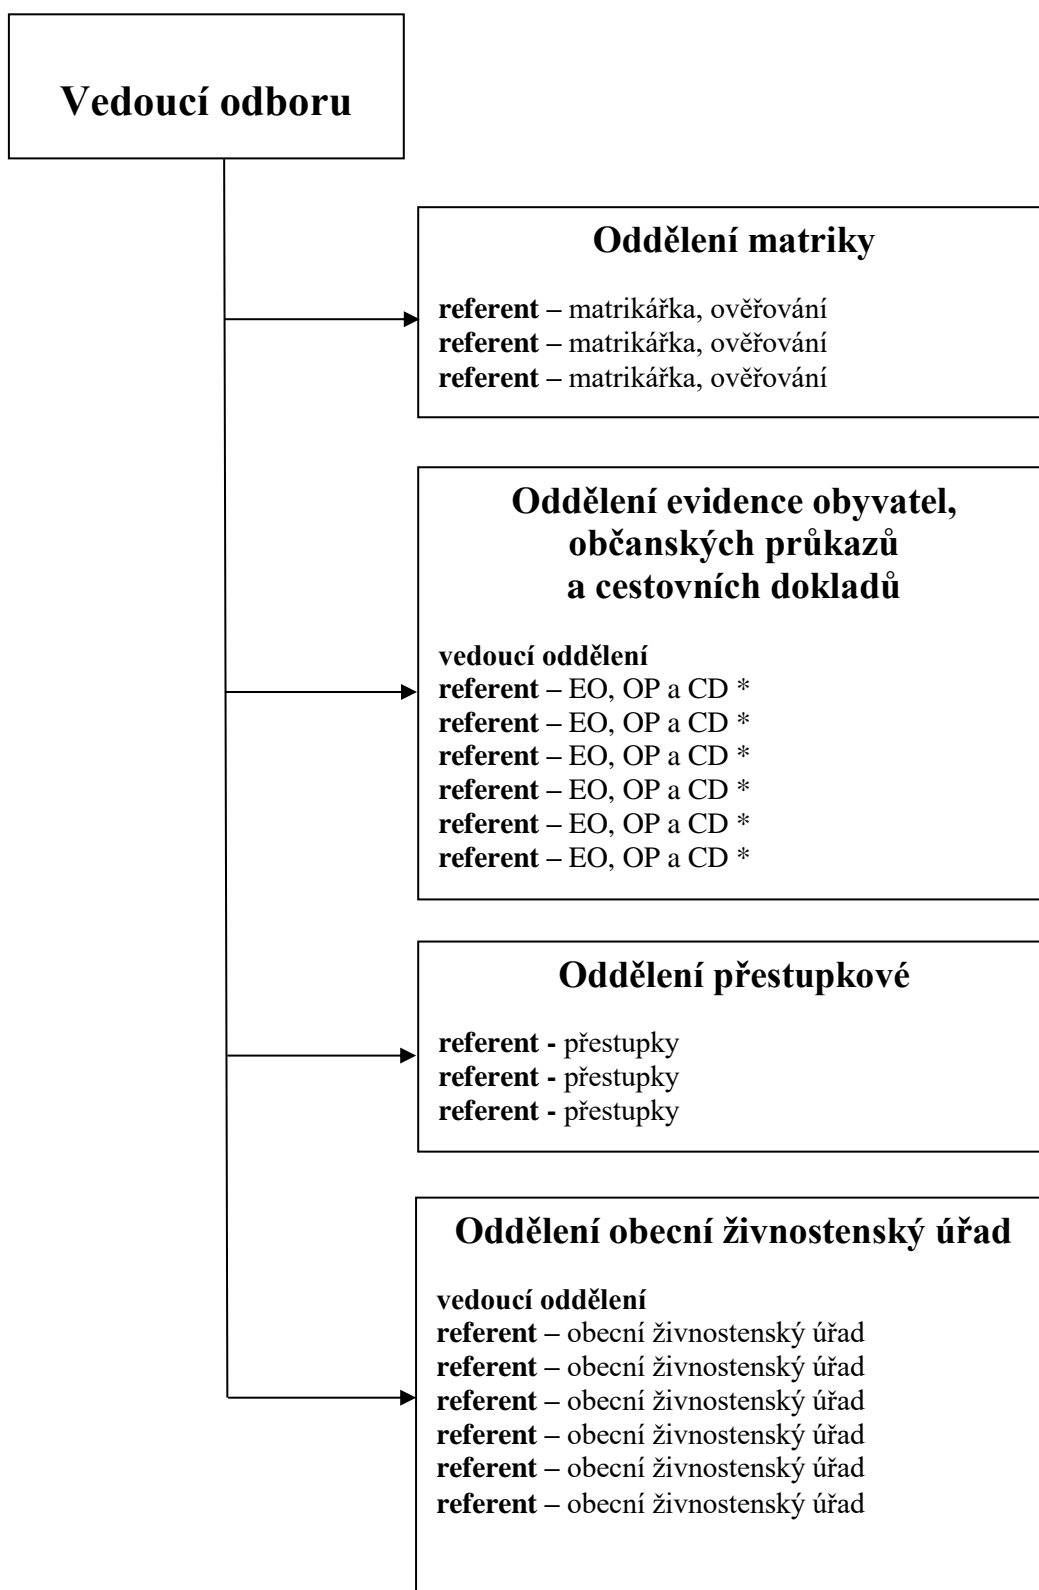 Vedoucí odboru
Oddělení matriky
referent – matrikářka, ověřování
referent – matrikářka, ověřování
referent – matrikářka, ověřování
Oddělení evidence obyvatel,
občanských průkazů
a cestovních dokladů
vedoucí oddělení
referent – EO, OP a CD *
referent – EO, OP a CD *
referent – EO, OP a CD *
referent – EO, OP a CD *
referent – EO, OP a CD *
referent – EO, OP a CD *
Oddělení přestupkové
referent - přestupky
referent - přestupky
referent - přestupky
Oddělení obecní živnostenský úřad
vedoucí oddělení
referent – obecní živnostenský úřad
referent – obecní živnostenský úřad
referent – obecní živnostenský úřad
referent – obecní živnostenský úřad
referent – obecní živnostenský úřad
referent – obecní živnostenský úřad